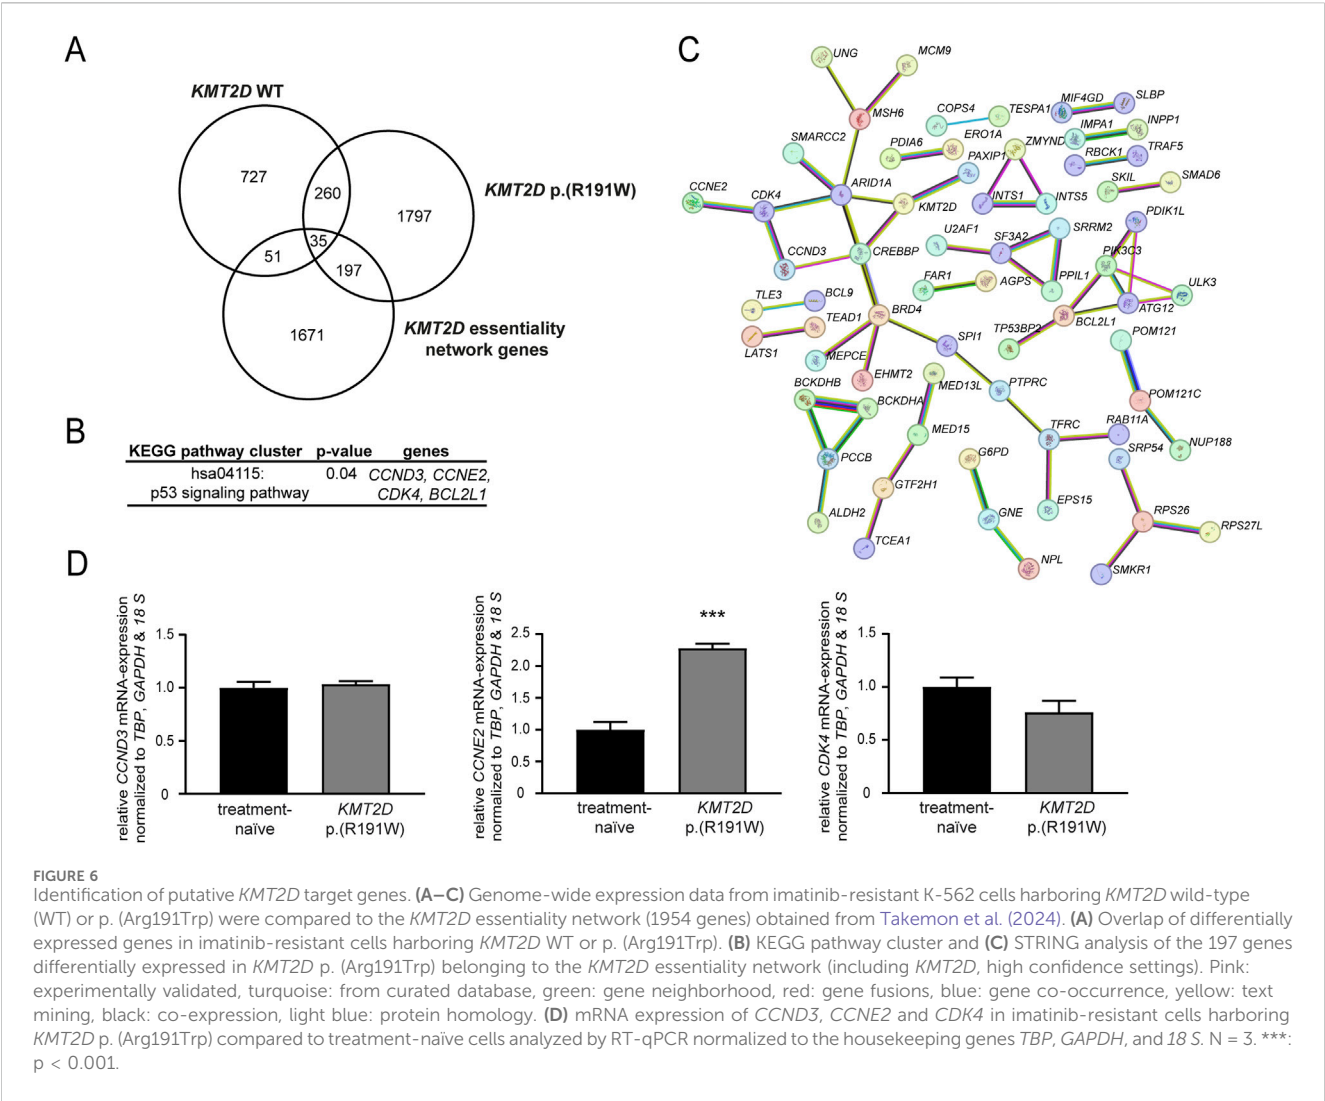 A
KMT2D WT
727
260
KMT2D p.(R191W)
1797
35
51
197
1671
KMT2D essentiality
network genes
B
KEGG pathway cluster p-value genes
hsa04115: 0.04 CCND3, CCNE2,
p53 signaling pathway CDK4, BCL2L1
C
UNG
MCM9
MSH6
COPS4
TESPA1
MIF4GD
SLBP
SMARCC2
PDIA6
ERO1A
ZMYND
IMPA1
INPP1
RBCK1
TRAF5
PAXIP1
ARID1A
CCNE2
CDK4
KMT2D
INTS1
INTS5
SKIL
SMAD6
PDIK1L
U2AF1
SF3A2
SRRM2
CCND3
CREBBP
PIK3C3
FAR1
AGPS
PPIL1
ULK3
ATG12
TLE3
BCL9
BRD4
TEAD1
SPI1
TP53BP2
BCL2L1
POM121
LATS1
MEPCE
EHMT2
MED13L
PTPRC
BCKDHB
BCKDHA
POM121C
MED15
TFRC
RAB11A
SRP54
NUP188
PCCB
G6PD
GTF2H1
EPS15
ALDH2
GNE
RPS26
RPS27L
TCEA1
NPL
SMKR1
D
relative CCND3 mRNA-expression
normalized to TBP, GAPDH & 18 S
1.5
1.0
0.5
0
treatment-
naïve
KMT2D
p.(R191W)
relative CCNE2 mRNA-expression
normalized to TBP, GAPDH & 18 S
2.5
2.0
1.5
1.0
0.5
0
***
treatment-
naïve
KMT2D
p.(R191W)
relative CDK4 mRNA-expression
normalized to TBP, GAPDH & 18 S
1.5
1.0
0.5
0
treatment-
naïve
KMT2D
p.(R191W)
FIGURE 6
Identification of putative KMT2D target genes. (A–C) Genome-wide expression data from imatinib-resistant K-562 cells harboring KMT2D wild-type
(WT) or p. (Arg191Trp) were compared to the KMT2D essentiality network (1954 genes) obtained from Takemon et al. (2024). (A) Overlap of differentially
expressed genes in imatinib-resistant cells harboring KMT2D WT or p. (Arg191Trp). (B) KEGG pathway cluster and (C) STRING analysis of the 197 genes
differentially expressed in KMT2D p. (Arg191Trp) belonging to the KMT2D essentiality network (including KMT2D, high confidence settings). Pink:
experimentally validated, turquoise: from curated database, green: gene neighborhood, red: gene fusions, blue: gene co-occurrence, yellow: text
mining, black: co-expression, light blue: protein homology. (D) mRNA expression of CCND3, CCNE2 and CDK4 in imatinib-resistant cells harboring
KMT2D p. (Arg191Trp) compared to treatment-naïve cells analyzed by RT-qPCR normalized to the housekeeping genes TBP, GAPDH, and 18 S. N = 3. ***:
p < 0.001.